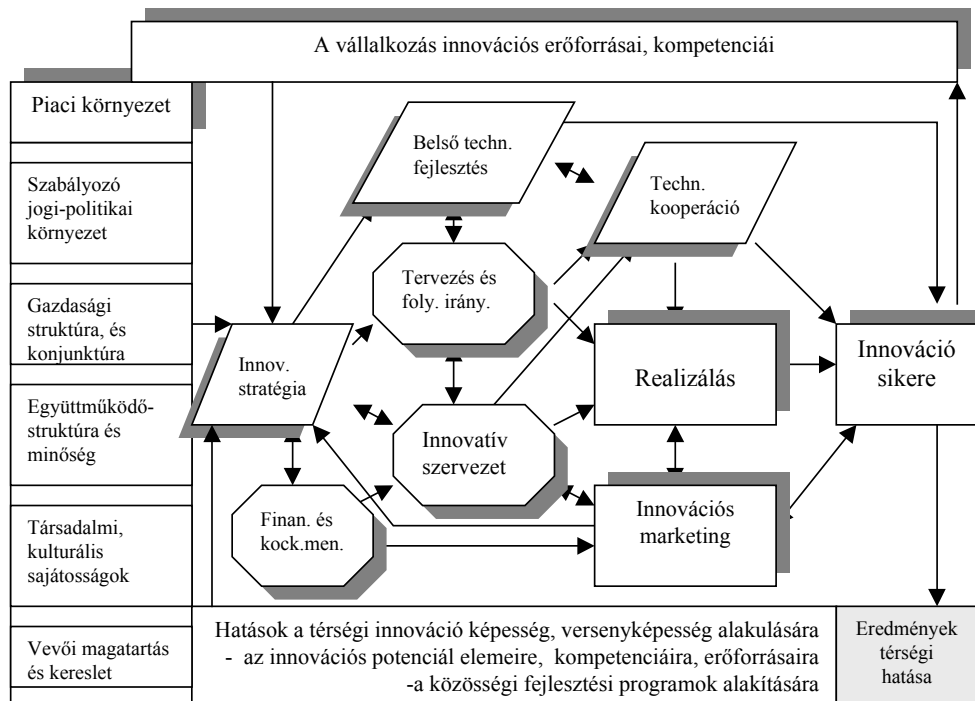 A vállalkozás innovációs erőforrásai, kompetenciái
Piaci környezet
Szabályozó
jogi-politikai
környezet
Gazdasági
struktúra, és
konjunktúra
Együttműködő-
struktúra és
minőség
Társadalmi,
kulturális
sajátosságok
Vevői magatartás
és kereslet
Belső techn.
fejlesztés
Techn.
kooperáció
Tervezés és
foly. irány.
Innov.
stratégia
Realizálás
Innováció
sikere
Innovatív
szervezet
Finan. és
kock.men.
Innovációs
marketing
Hatások a térségi innováció képesség, versenyképesség alakulására
- az innovációs potenciál elemeire, kompetenciáira, erőforrásaira
-a közösségi fejlesztési programok alakítására
Eredmények
térségi
hatása